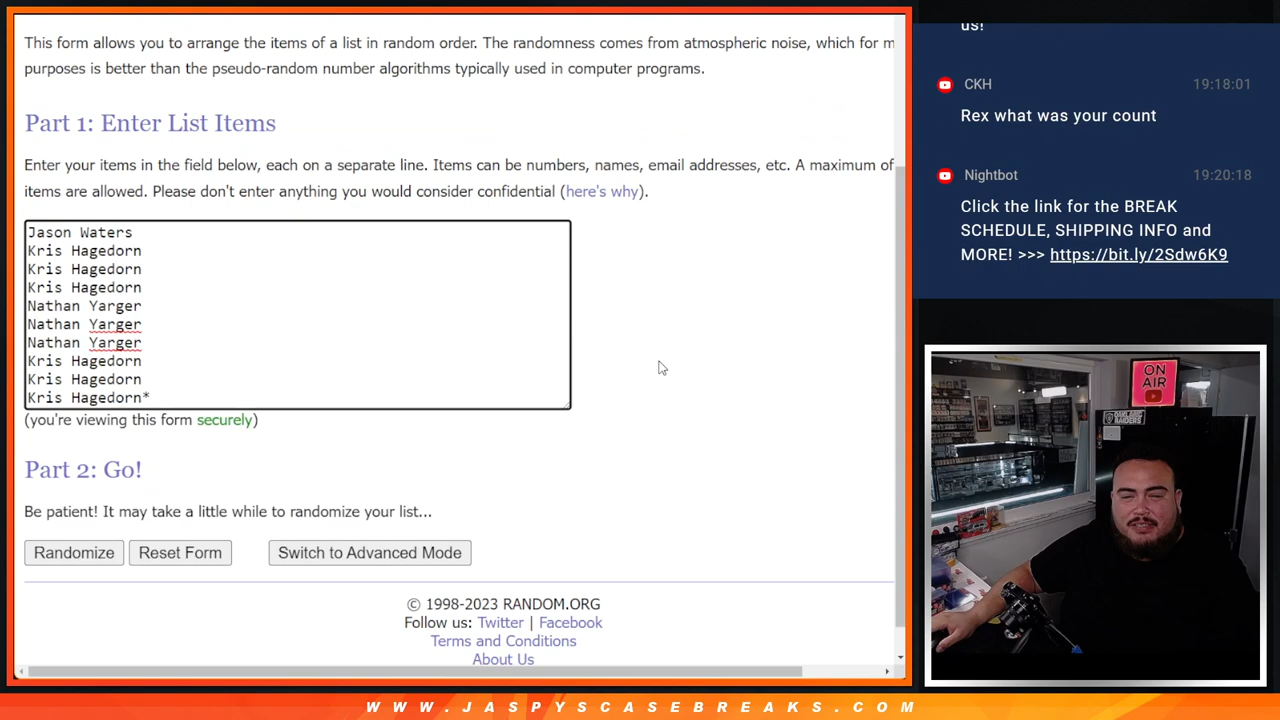 This form allows you to arrange the items of a list in random order. The randomness comes from atmospheric noise, which for m
purposes is better than the pseudo-random number algorithms typically used in computer programs.
Part 1: Enter List Items
Enter your items in the field below, each on a separate line. Items can be numbers, names, email addresses, etc. A maximum of
items are allowed. Please don't enter anything you would consider confidential (here's why).
Jason Waters
Kris Hagedorn
Kris Hagedorn
Kris Hagedorn
Nathan Yarger
Nathan Yarger
Nathan Yarger
Kris Hagedorn
Kris Hagedorn
Kris Hagedorn*
(you're viewing this form securely)
Part 2: Go!
Be patient! It may take a little while to randomize your list...
Randomize Reset Form Switch to Advanced Mode
© 1998-2023 RANDOM.ORG
Follow us: Twitter | Facebook
Terms and Conditions
About Us
us!
CKH 19:18:01
Rex what was your count
Nightbot 19:20:18
Click the link for the BREAK
SCHEDULE, SHIPPING INFO and
MORE! >>> https://bit.ly/2Sdw6K9
ON
AIR
OAKLAND
RAIDERS
WWW.JASPYSCASEBREAKS.COM